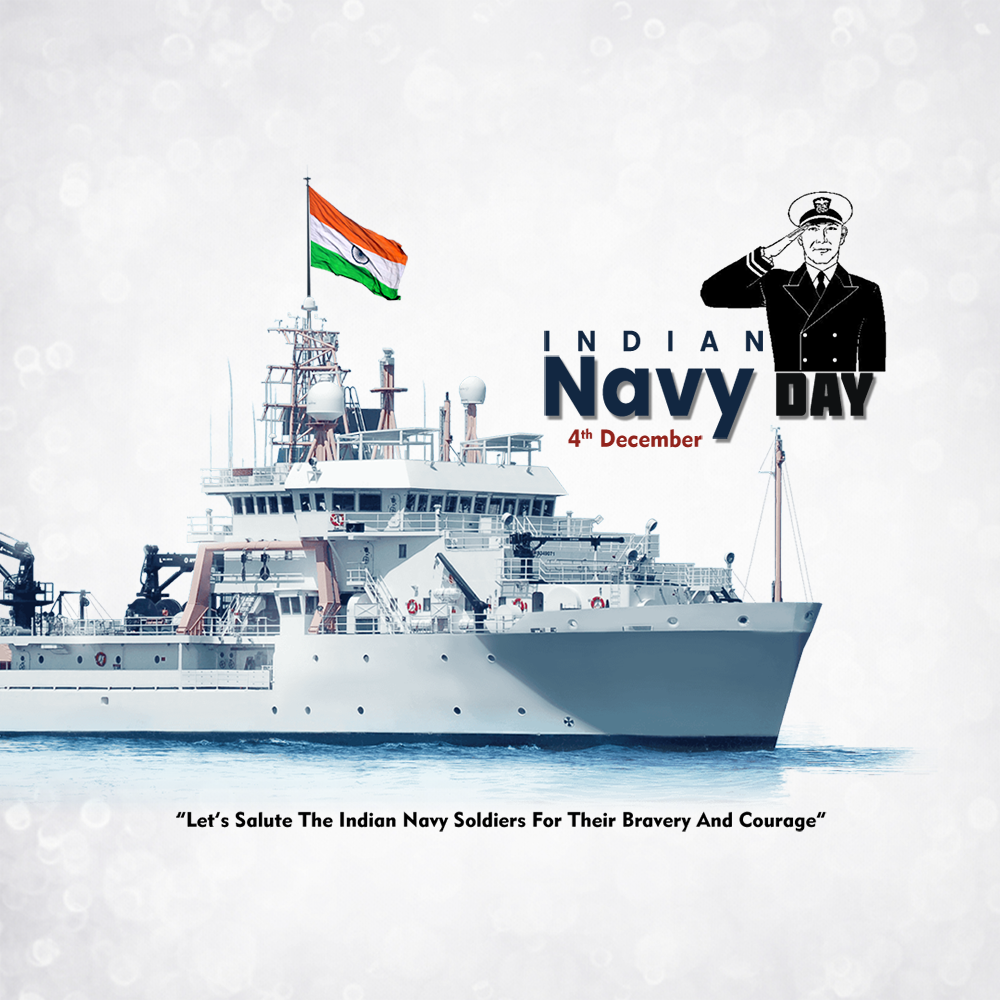 INDIAN
Navy DAY
4th December
“Let’s Salute The Indian Navy Soldiers For Their Bravery And Courage“